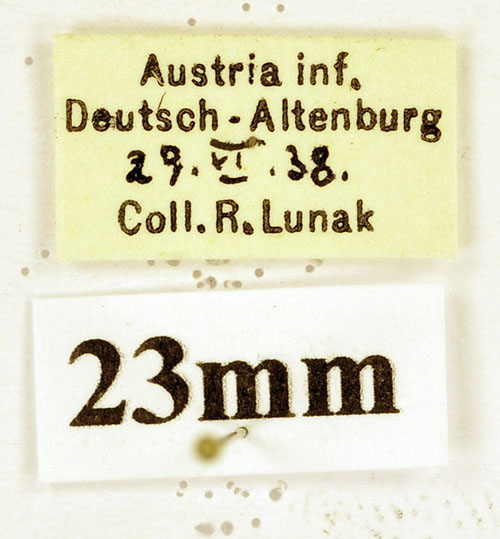 Austria inf.
Deutsch-Altenburg
29.VI.38.
Coll. R. Lunak
23mm